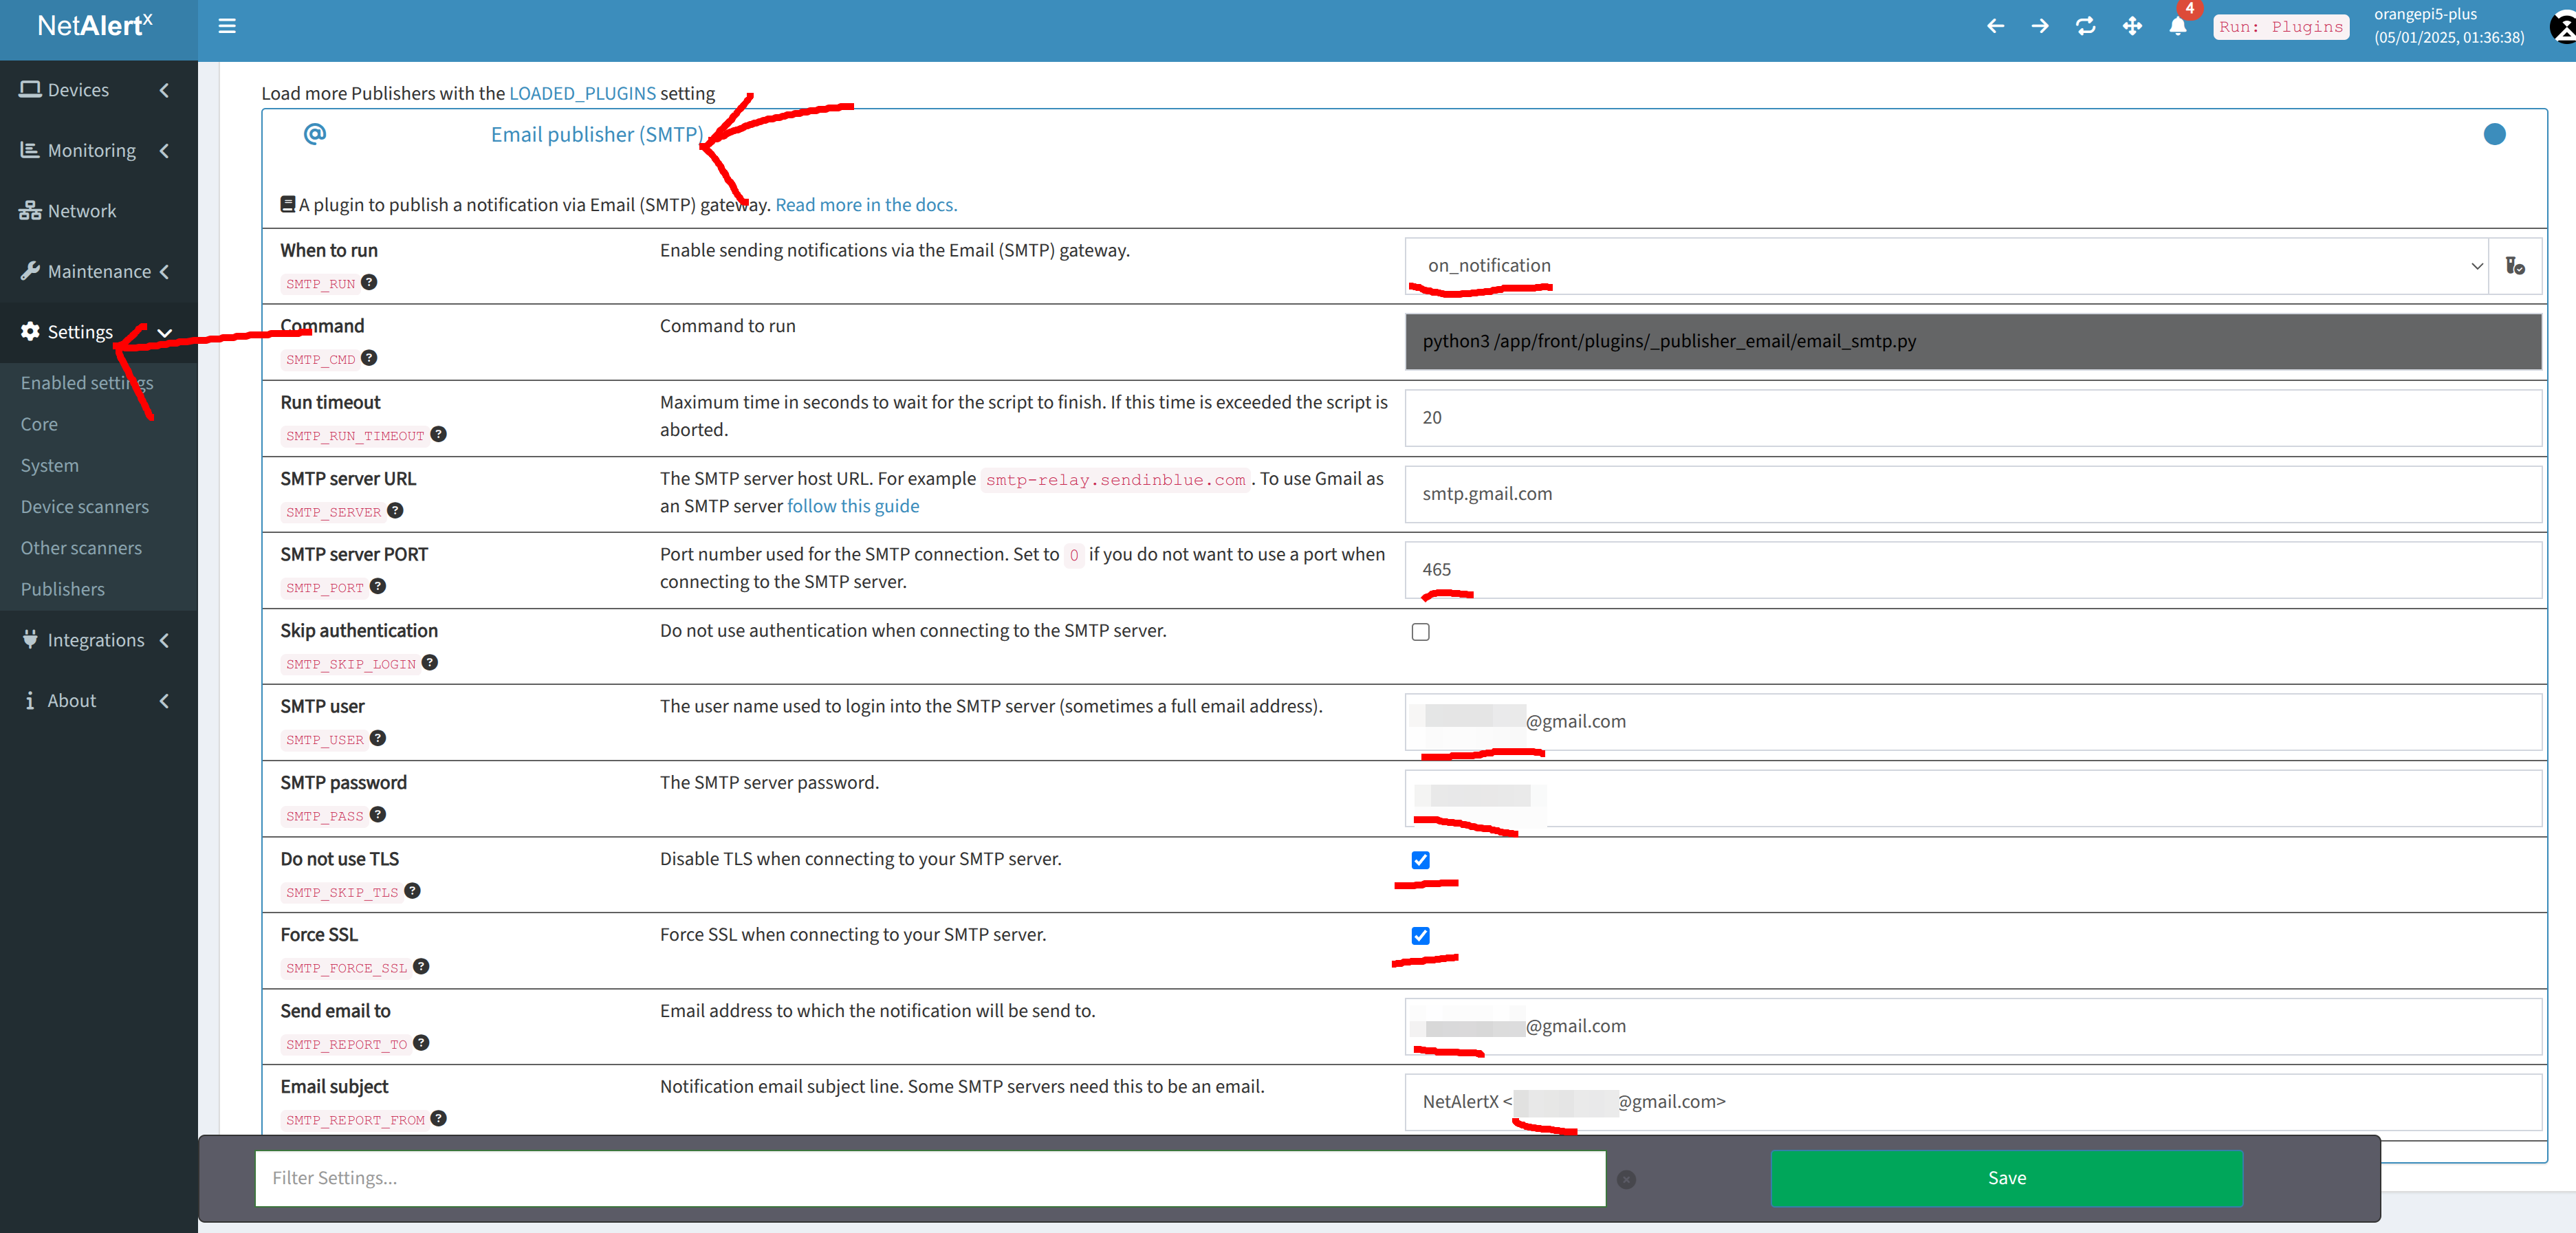 NetAlertX
4
Run: Plugins
orangepi5-plus
(05/01/2025, 01:36:38)
Devices
Monitoring
Network
Maintenance
Settings
Enabled settings
Core
System
Device scanners
Other scanners
Publishers
Integrations
About
Load more Publishers with the LOADED_PLUGINS setting
@ Email publisher (SMTP)
A plugin to publish a notification via Email (SMTP) gateway. Read more in the docs.
When to run
SMTP_RUN
Enable sending notifications via the Email (SMTP) gateway.
on_notification
Command
SMTP_CMD
Command to run
python3 /app/front/plugins/_publisher_email/email_smtp.py
Run timeout
SMTP_RUN_TIMEOUT
Maximum time in seconds to wait for the script to finish. If this time is exceeded the script is
aborted.
20
SMTP server URL
SMTP_SERVER
The SMTP server host URL. For example smtp-relay.sendinblue.com. To use Gmail as
an SMTP server follow this guide
smtp.gmail.com
SMTP server PORT
SMTP_PORT
Port number used for the SMTP connection. Set to 0 if you do not want to use a port when
connecting to the SMTP server.
465
Skip authentication
SMTP_SKIP_LOGIN
Do not use authentication when connecting to the SMTP server.
SMTP user
SMTP_USER
The user name used to login into the SMTP server (sometimes a full email address).
@gmail.com
SMTP password
SMTP_PASS
The SMTP server password.
Do not use TLS
SMTP_SKIP_TLS
Disable TLS when connecting to your SMTP server.
Force SSL
SMTP_FORCE_SSL
Force SSL when connecting to your SMTP server.
Send email to
SMTP_REPORT_TO
Email address to which the notification will be send to.
@gmail.com
Email subject
SMTP_REPORT_FROM
Notification email subject line. Some SMTP servers need this to be an email.
NetAlertX < @gmail.com>
Filter Settings...
Save